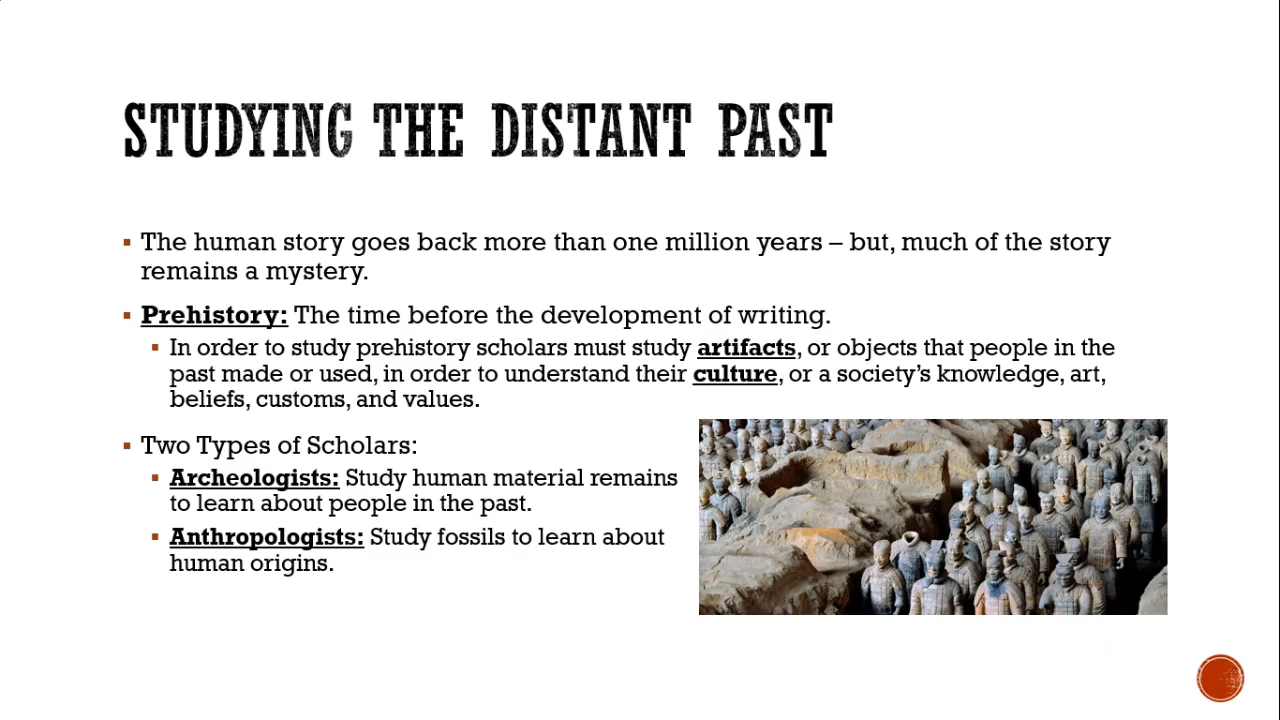 STUDYING THE DISTANT PAST
▪ The human story goes back more than one million years – but, much of the story
remains a mystery.
▪ Prehistory: The time before the development of writing.
▪ In order to study prehistory scholars must study artifacts, or objects that people in the
past made or used, in order to understand their culture, or a society’s knowledge, art,
beliefs, customs, and values.
▪ Two Types of Scholars:
▪ Archeologists: Study human material remains
to learn about people in the past.
▪ Anthropologists: Study fossils to learn about
human origins.